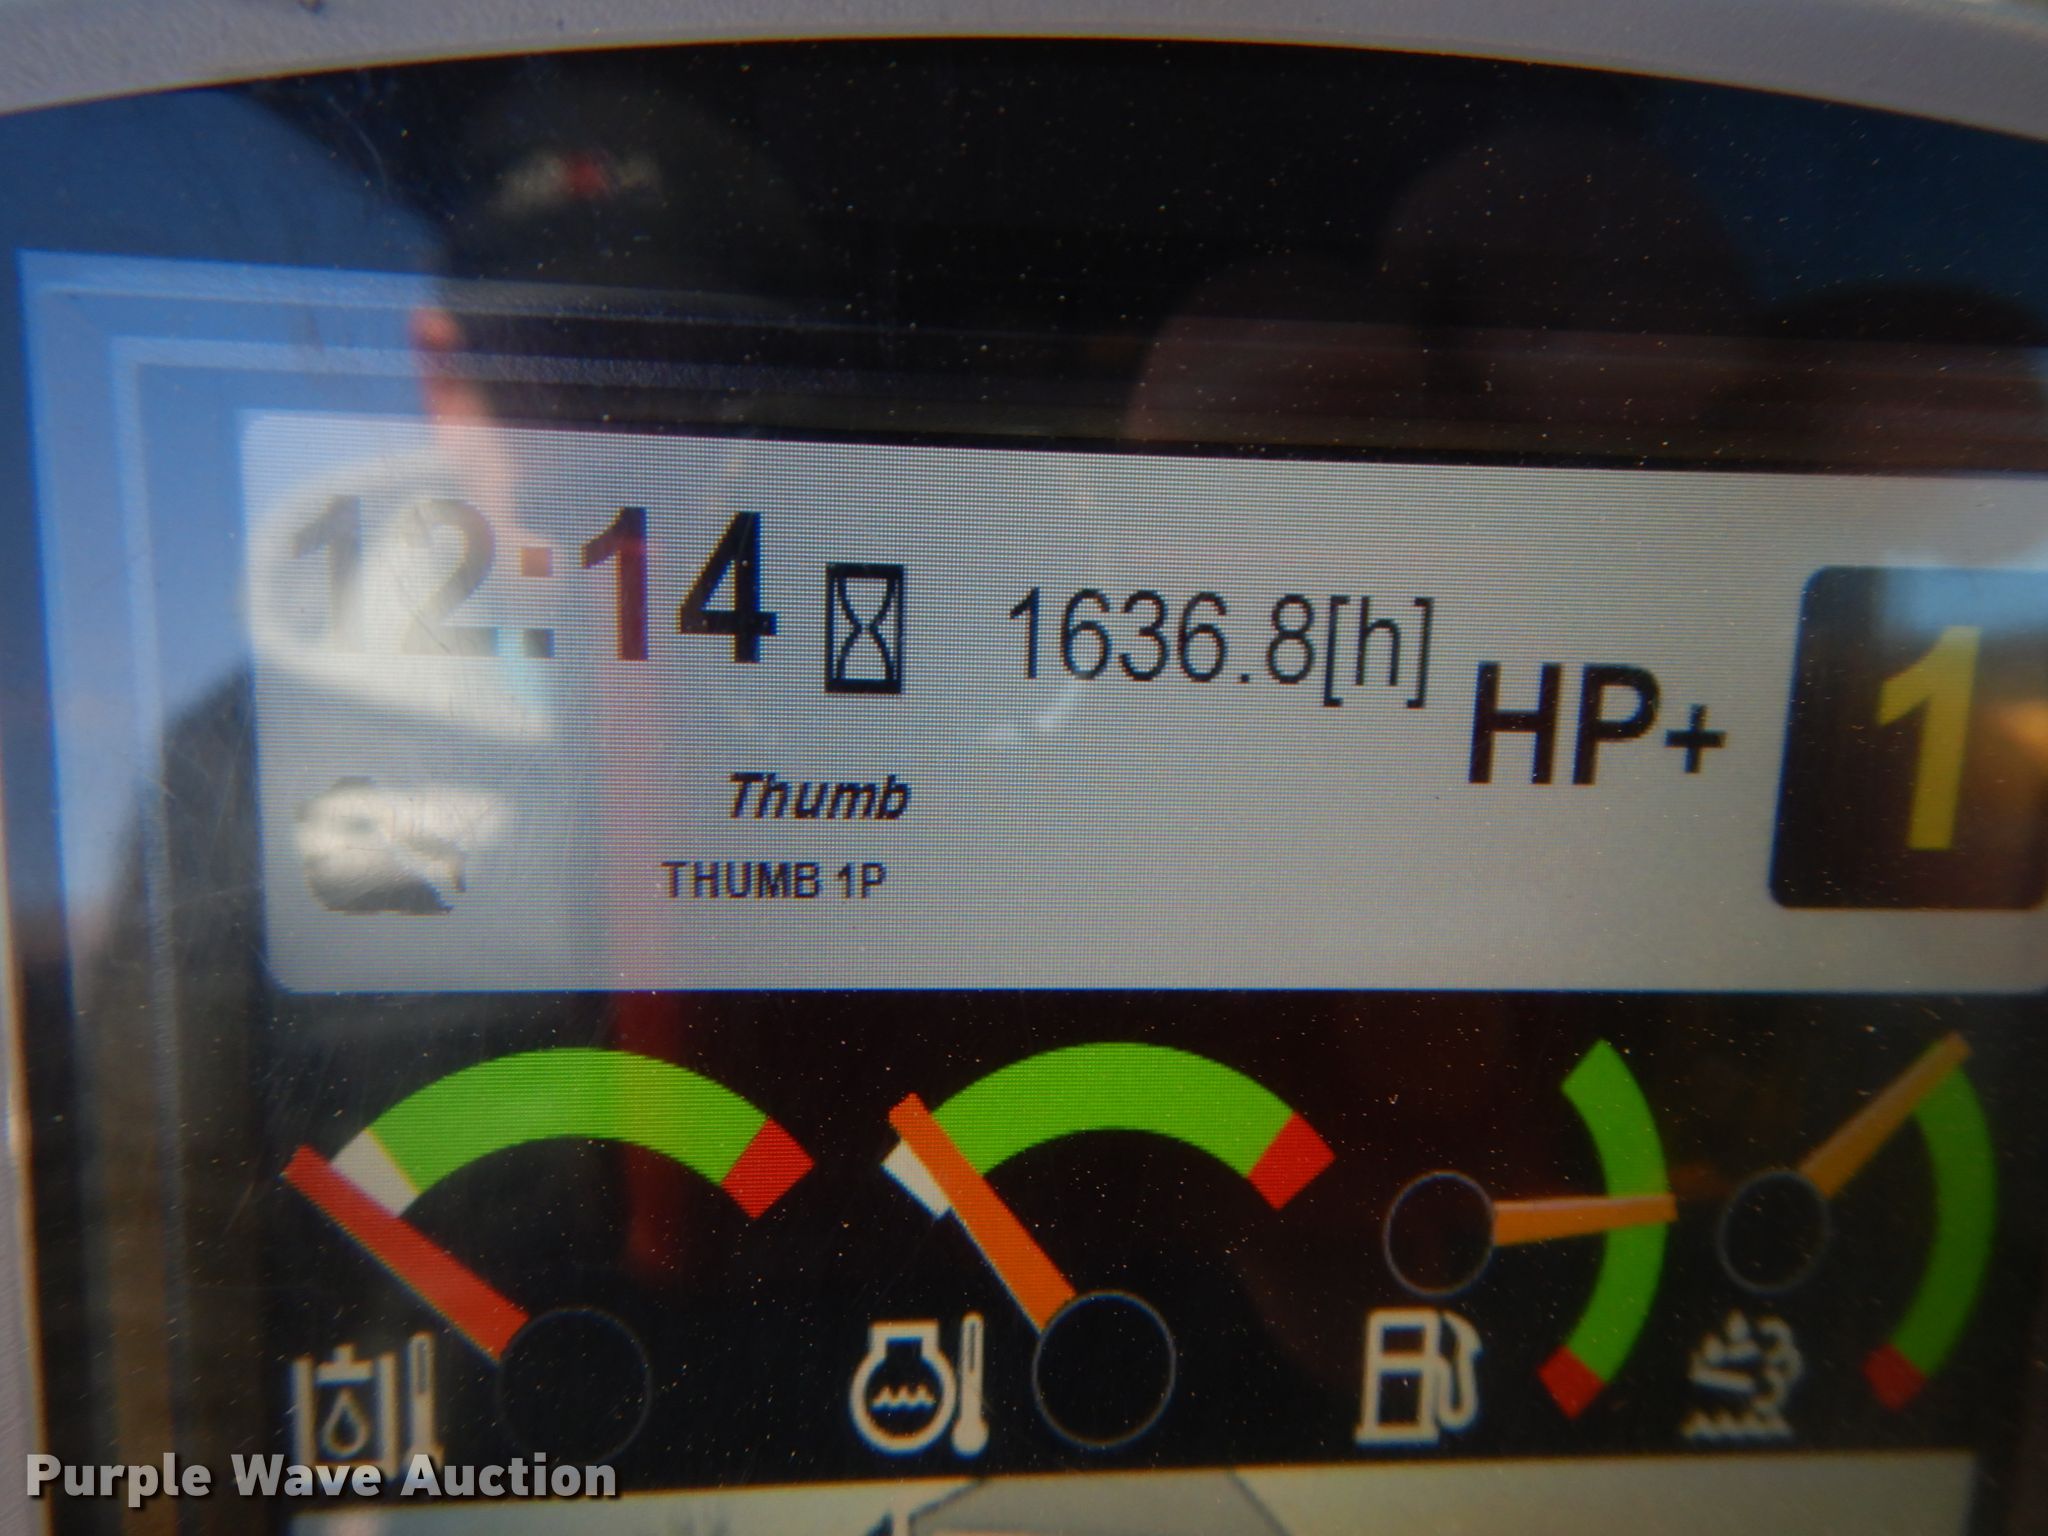 12:14
1636.8[h]
HP+
1
Thumb
THUMB 1P
Purple Wave Auction